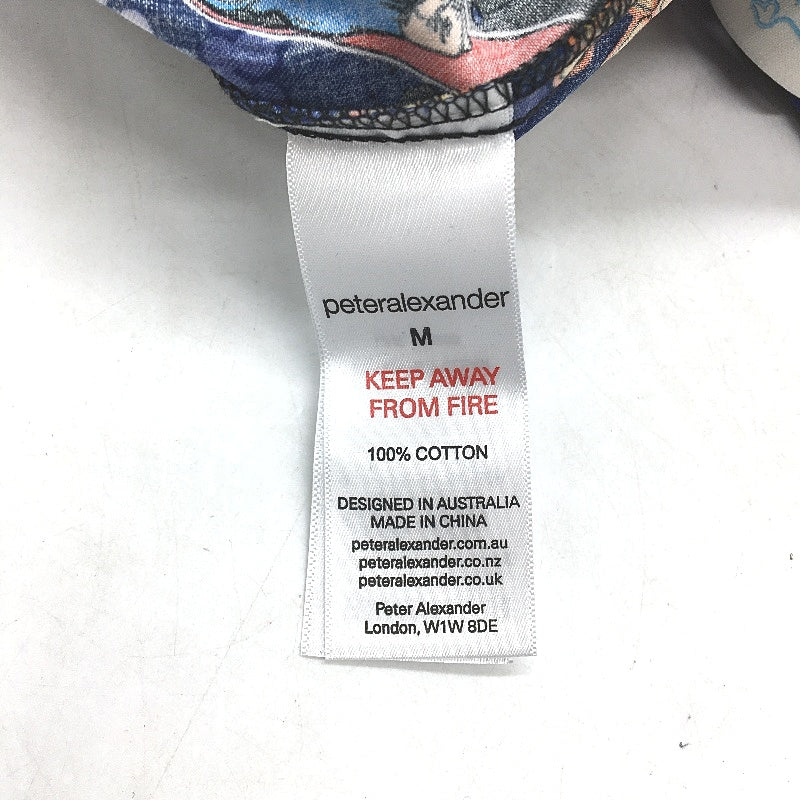 peteralexander
M
KEEP AWAY
FROM FIRE
100% COTTON
DESIGNED IN AUSTRALIA
MADE IN CHINA
peteralexander.com.au
peteralexander.co.nz
peteralexander.co.uk
Peter Alexander
London, W1W 8DE